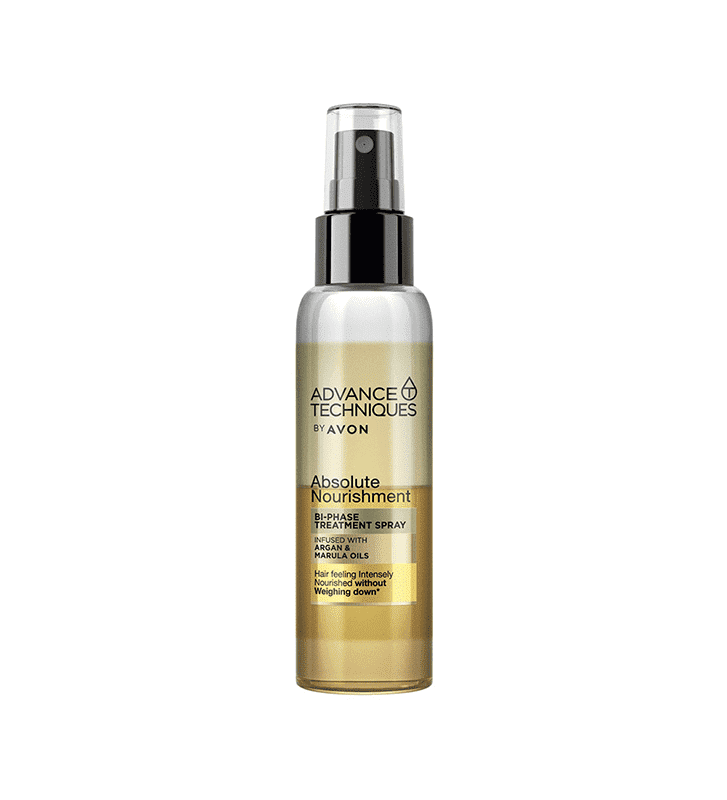 ADVANCE
TECHNIQUES
BY AVON
Absolute
Nourishment
BI-PHASE
TREATMENT SPRAY
INFUSED WITH
ARGAN &
MARULA OILS
Hair feeling Intensely
Nourished without
Weighing down*